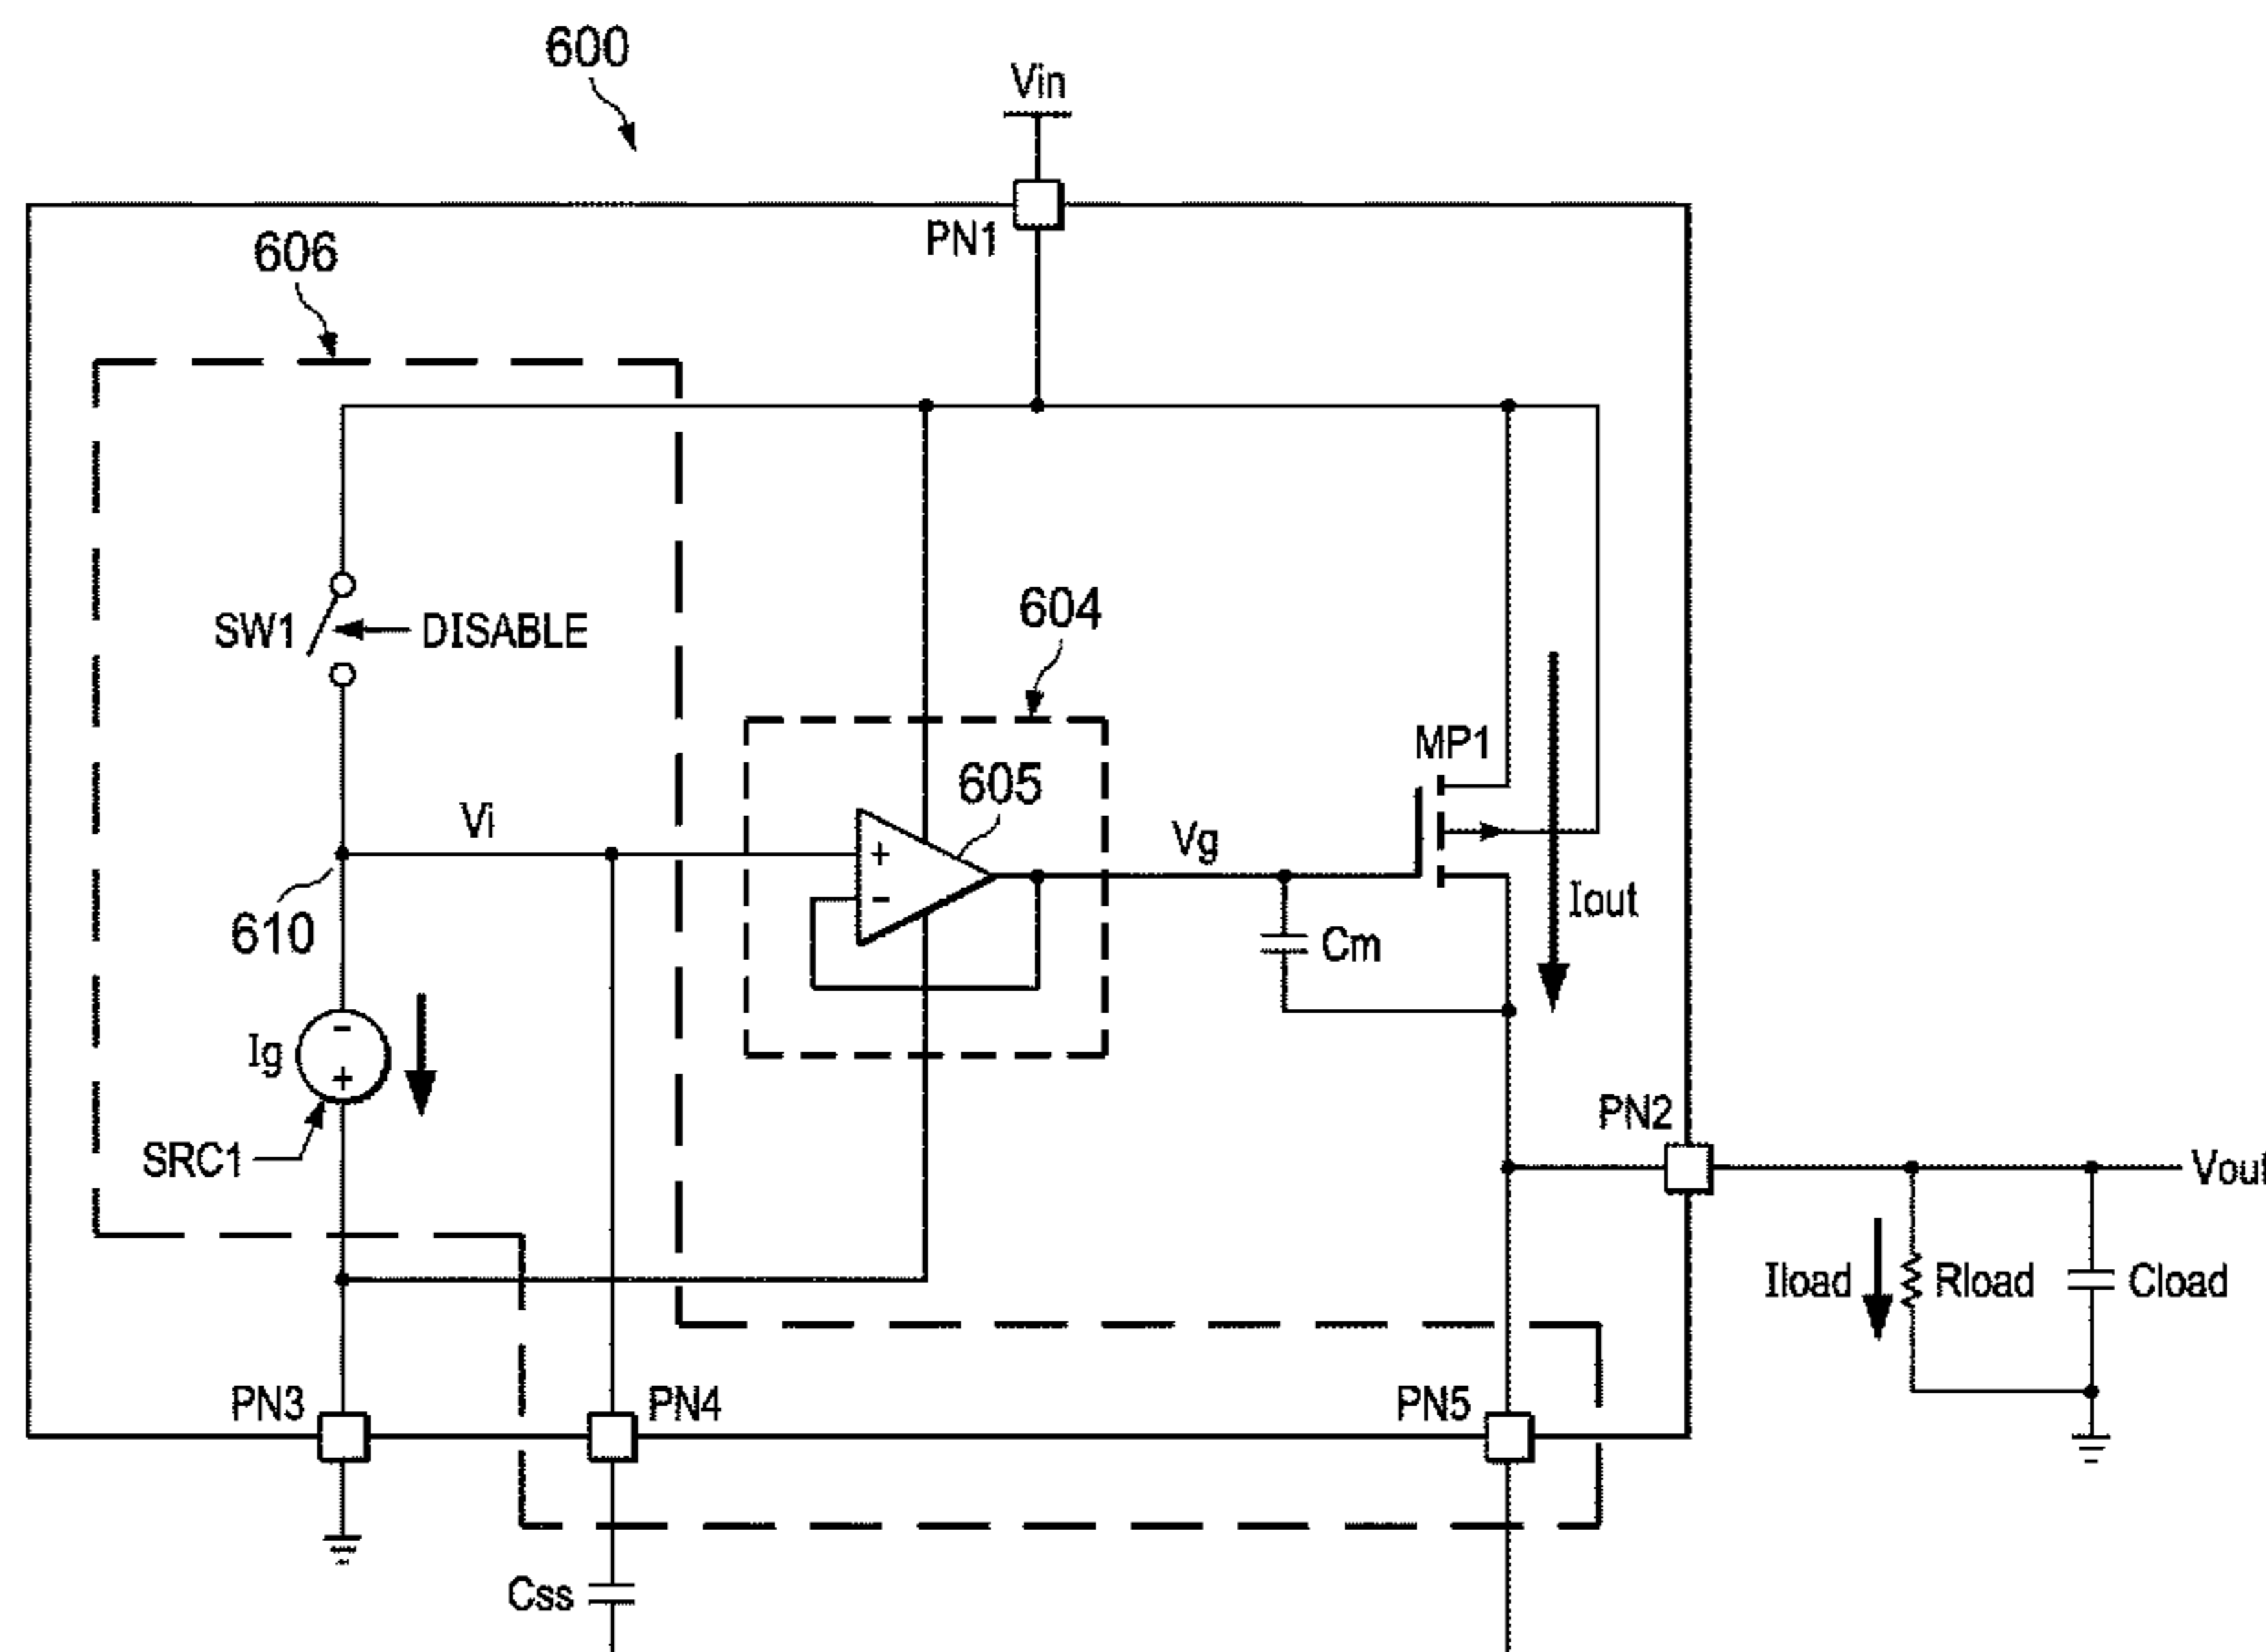 600
Vin
PN1
606
SW1
DISABLE
604
MP1
605
Vi
+
-
Vg
Iout
610
Cm
Ig
-
+
SRC1
PN2
Vout
Iload
Rload
Cload
PN3
PN4
PN5
Css